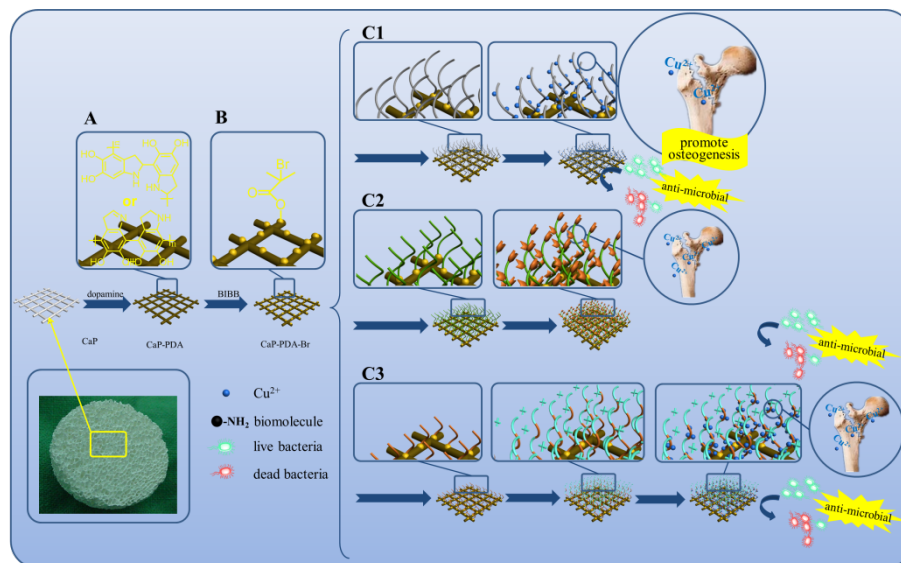 C1
Cu2+
Cu2+
promote
osteogenesis
anti-microbial
A
B
or
Br
C2
dopamine
BIBB
CaP
CaP-PDA
CaP-PDA-Br
anti-microbial
C3
Cu2+
-NH2 biomolecule
live bacteria
dead bacteria
anti-microbial